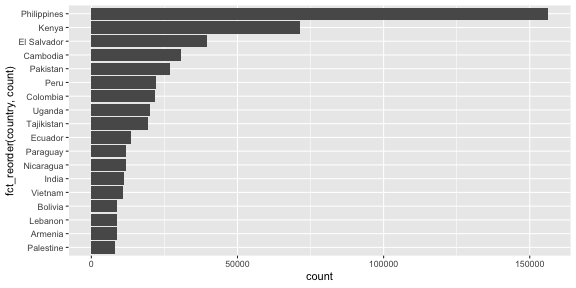 Philippines
Kenya
El Salvador
Cambodia
Pakistan
Peru
Colombia
Uganda
Tajikistan
Ecuador
Paraguay
Nicaragua
India
Vietnam
Bolivia
Lebanon
Armenia
Palestine
fct_reorder(country, count)
0 50000 100000 150000
count